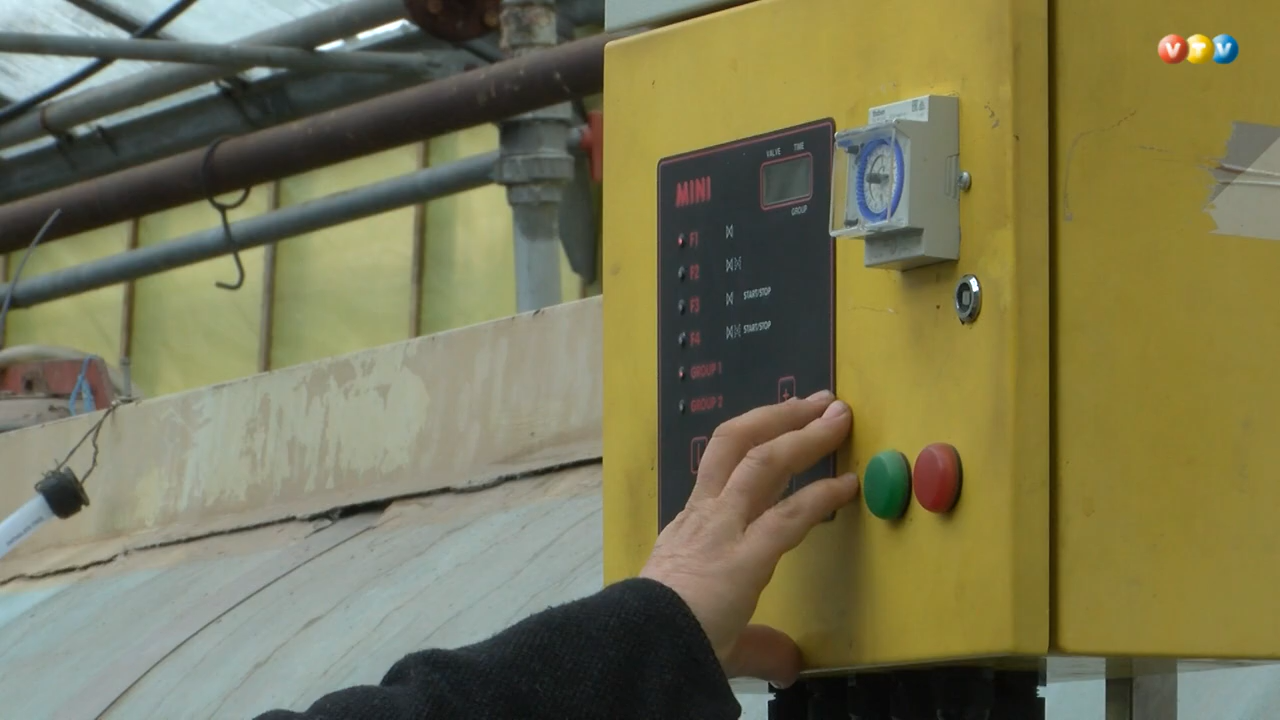 VTV
VALVE TIME
MINI
GROUP
F1
F2
F3 START/STOP
F4 START/STOP
GROUP 1
GROUP 2